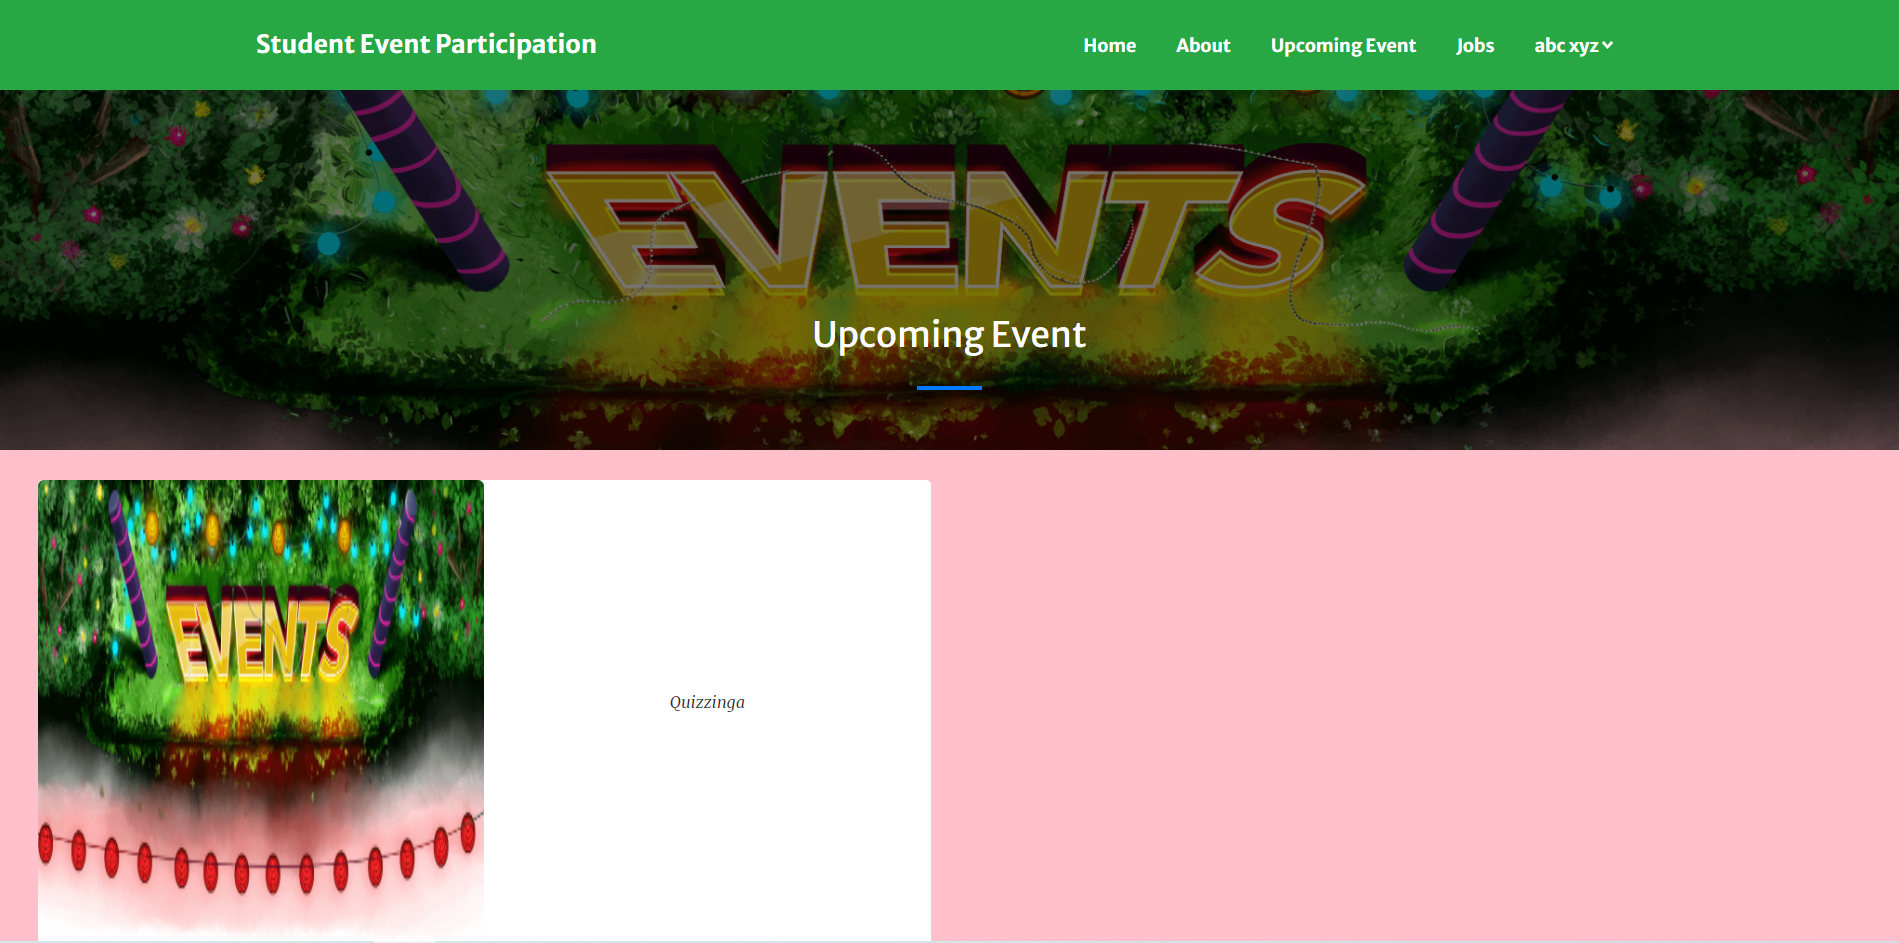 Student Event Participation
Home About Upcoming Event Jobs abc xyz
EVENTS
Upcoming Event
EVENTS
Quizzinga